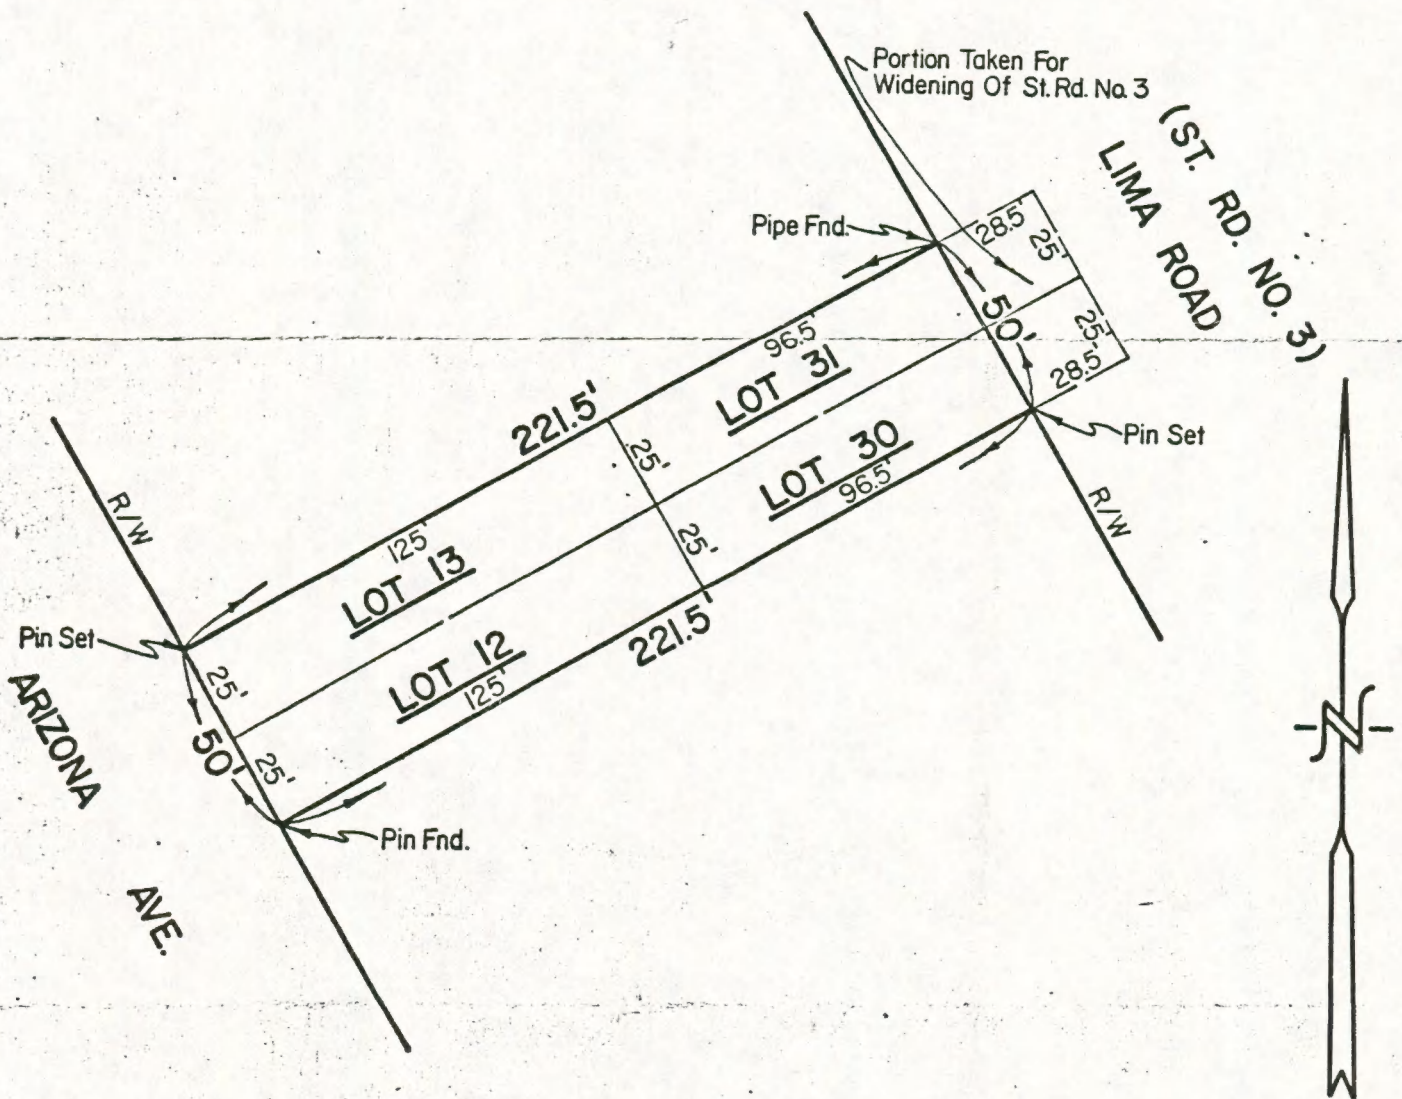 Portion Taken For
Widening Of St. Rd. No. 3
(ST. RD. NO. 3)
LIMA ROAD
Pipe Fnd.
28.5'
25'
50'
25'
28.5'
Pin Set
R/W
96.5'
LOT 31
221.5'
25'
LOT 30
96.5'
25'
R/W
125'
LOT 13
221.5
Pin Set
25'
LOT 12
125'
50'
25'
Pin Fnd.
ARIZONA
AVE.
N